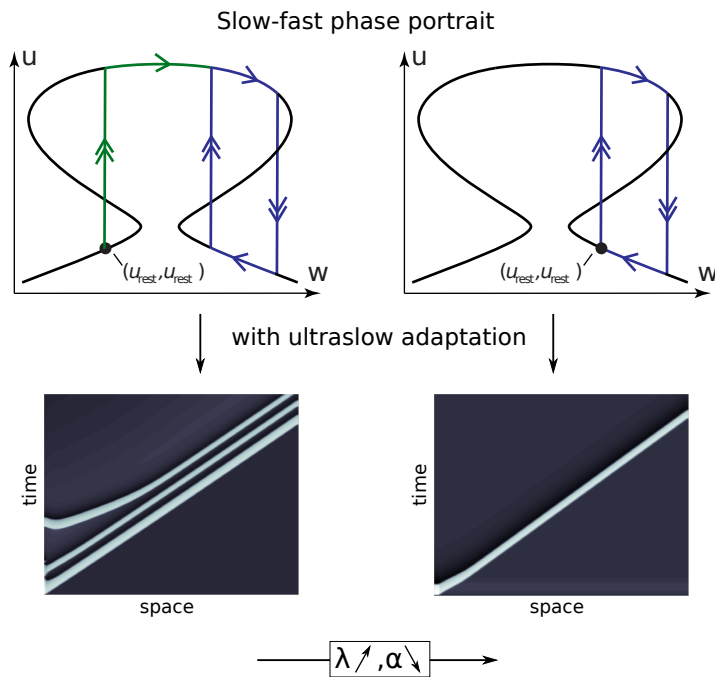 Slow-fast phase portrait
u
u
(u_rest,u_rest)
w
(u_rest,u_rest)
w
with ultraslow adaptation
time
time
space
space
λ↗,α↘